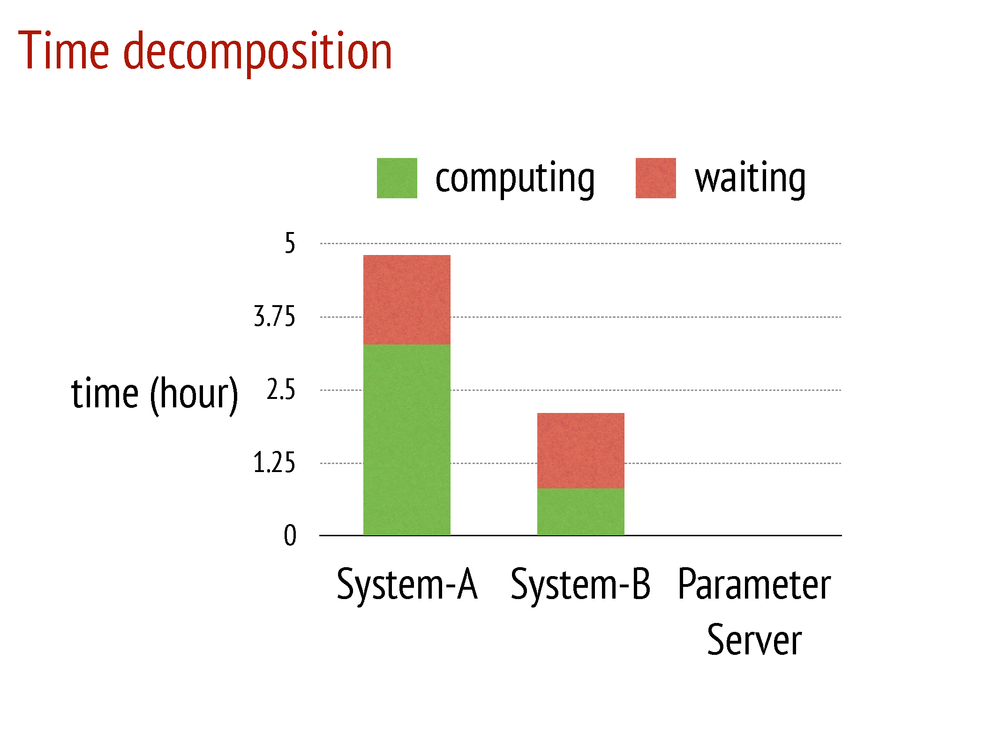 Time decomposition
computing waiting
5
3.75
time (hour) 2.5
1.25
0
System-A System-B Parameter
Server